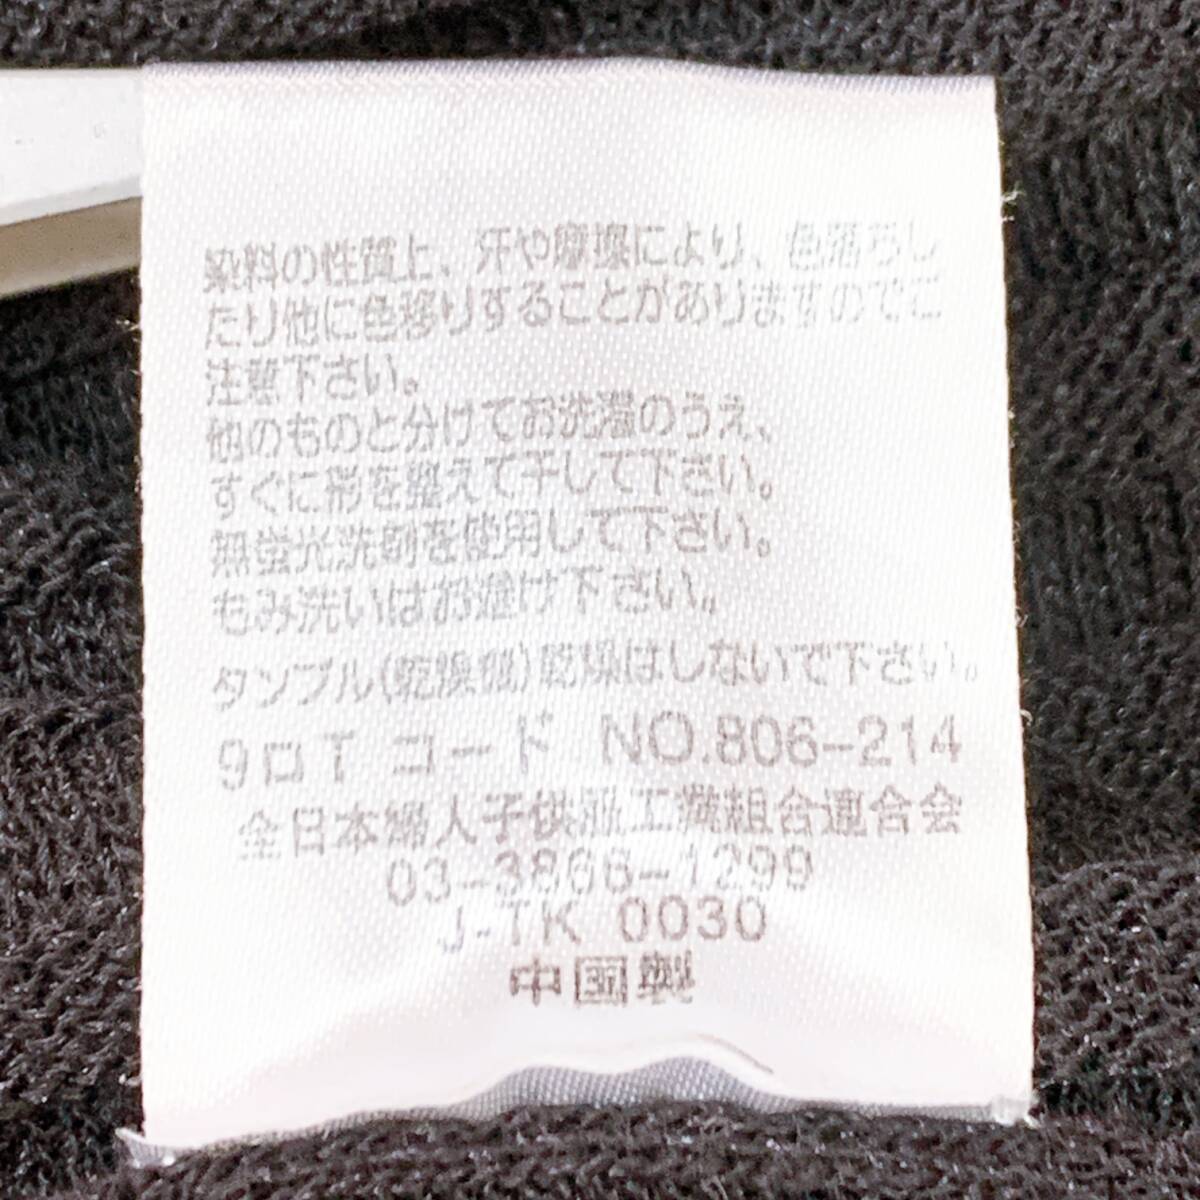 染料の性質上、汗や摩擦により、色落ちし
たり他に色移りすることがありますのでご
注意下さい。
他のものと分けてお洗濯のうえ、
すぐに形を整えて干して下さい。
無蛍光洗剤を使用して下さい。
もみ洗いはお避け下さい。
タンブル(乾燥機)乾燥はしないで下さい。
9ロT コード NO.806-214
全日本婦人子供服工業組合連合会
03-3866-1299
J-TK 0030
中国製